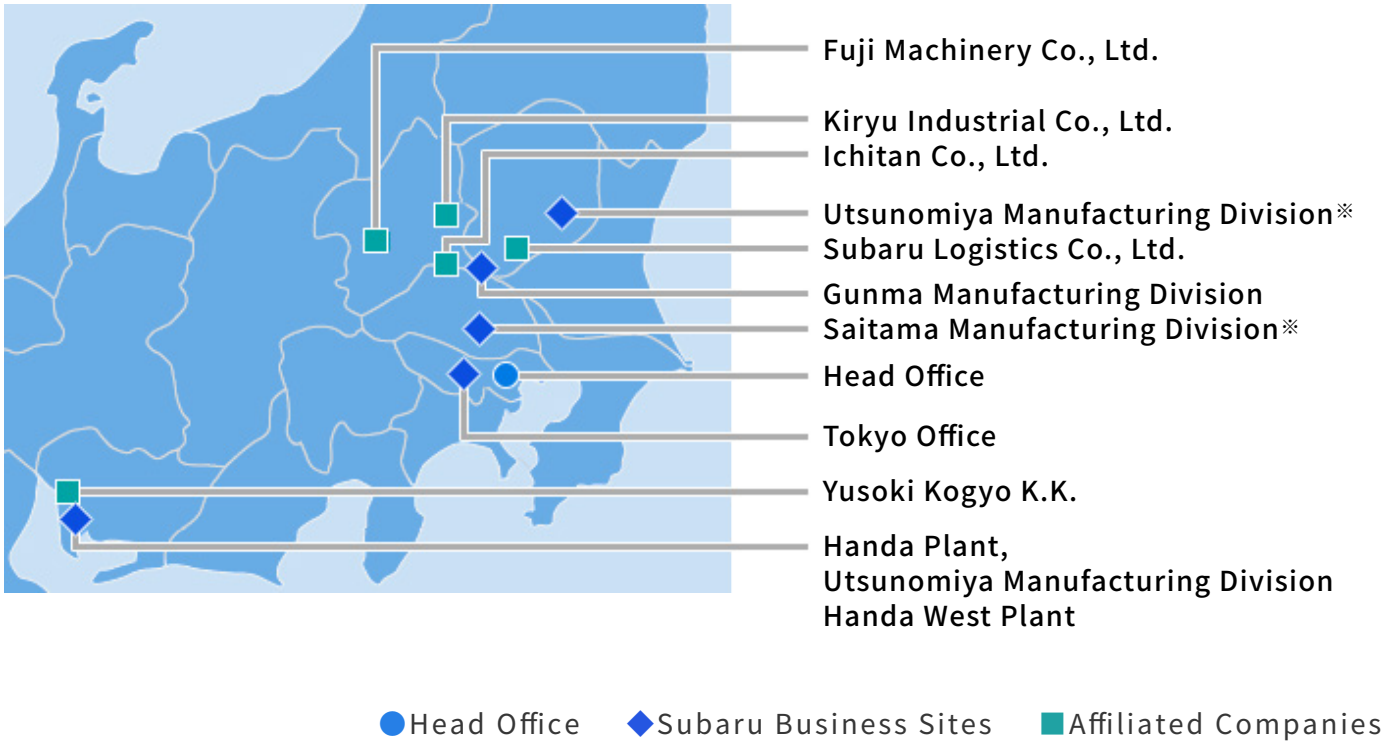 Fuji Machinery Co., Ltd.
Kiryu Industrial Co., Ltd.
Ichitan Co., Ltd.
Utsunomiya Manufacturing Division※
Subaru Logistics Co., Ltd.
Gunma Manufacturing Division
Saitama Manufacturing Division※
Head Office
Tokyo Office
Yusoki Kogyo K.K.
Handa Plant,
Utsunomiya Manufacturing Division
Handa West Plant
Head Office Subaru Business Sites Affiliated Companies